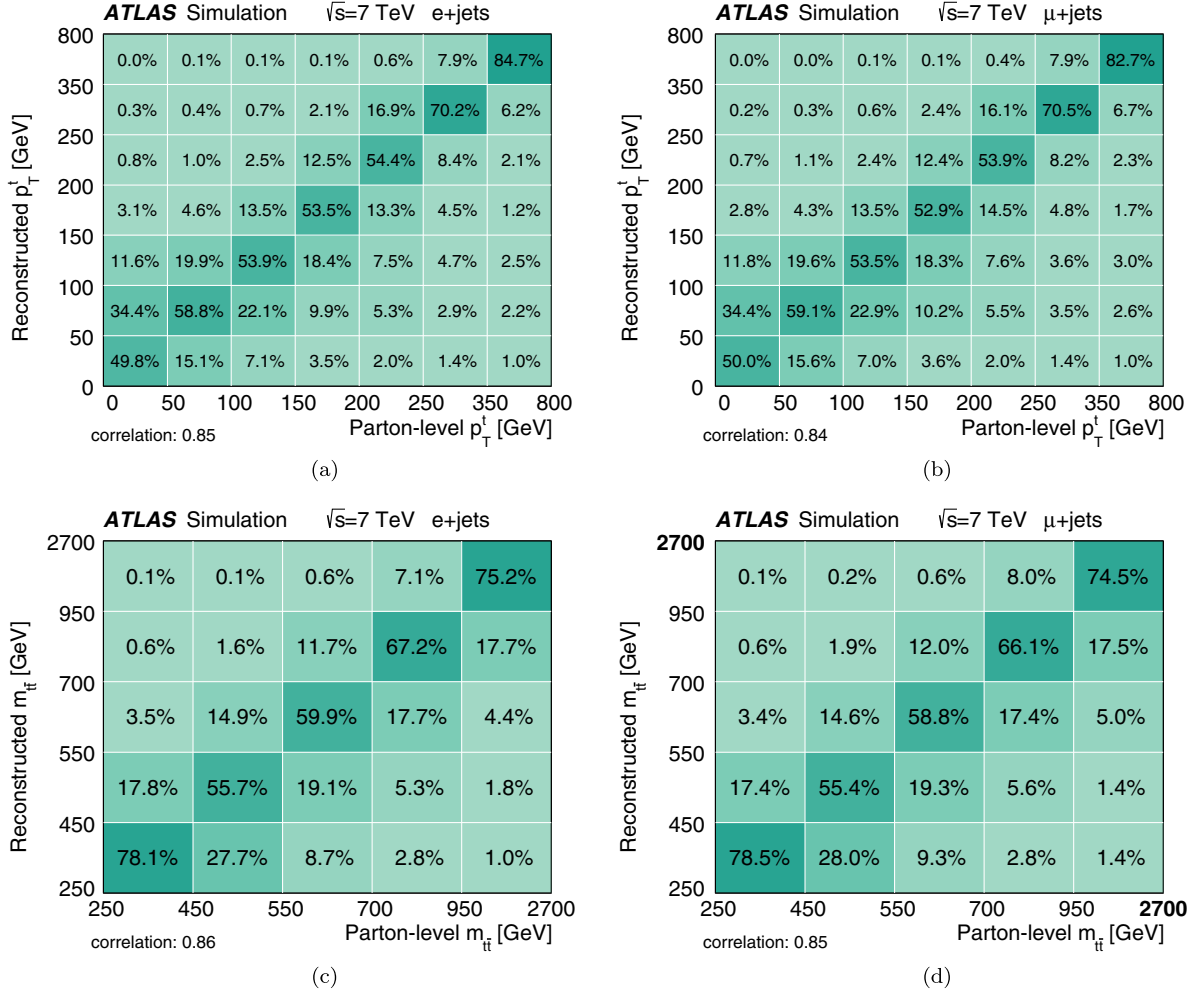 ATLAS Simulation √s=7 TeV e+jets
Reconstructed p_T^t [GeV]
800
0.0% 0.1% 0.1% 0.1% 0.6% 7.9% 84.7%
350
0.3% 0.4% 0.7% 2.1% 16.9% 70.2% 6.2%
250
0.8% 1.0% 2.5% 12.5% 54.4% 8.4% 2.1%
200
3.1% 4.6% 13.5% 53.5% 13.3% 4.5% 1.2%
150
11.6% 19.9% 53.9% 18.4% 7.5% 4.7% 2.5%
100
34.4% 58.8% 22.1% 9.9% 5.3% 2.9% 2.2%
50
49.8% 15.1% 7.1% 3.5% 2.0% 1.4% 1.0%
0
0 50 100 150 200 250 350 800
Parton-level p_T^t [GeV]
correlation: 0.85
(a)
ATLAS Simulation √s=7 TeV μ+jets
Reconstructed p_T^t [GeV]
800
0.0% 0.0% 0.1% 0.1% 0.4% 7.9% 82.7%
350
0.2% 0.3% 0.6% 2.4% 16.1% 70.5% 6.7%
250
0.7% 1.1% 2.4% 12.4% 53.9% 8.2% 2.3%
200
2.8% 4.3% 13.5% 52.9% 14.5% 4.8% 1.7%
150
11.8% 19.6% 53.5% 18.3% 7.6% 3.6% 3.0%
100
34.4% 59.1% 22.9% 10.2% 5.5% 3.5% 2.6%
50
50.0% 15.6% 7.0% 3.6% 2.0% 1.4% 1.0%
0
0 50 100 150 200 250 350 800
Parton-level p_T^t [GeV]
correlation: 0.84
(b)
ATLAS Simulation √s=7 TeV e+jets
Reconstructed m_tt̄ [GeV]
2700
0.1% 0.1% 0.6% 7.1% 75.2%
950
0.6% 1.6% 11.7% 67.2% 17.7%
700
3.5% 14.9% 59.9% 17.7% 4.4%
550
17.8% 55.7% 19.1% 5.3% 1.8%
450
78.1% 27.7% 8.7% 2.8% 1.0%
250
250 450 550 700 950 2700
Parton-level m_tt̄ [GeV]
correlation: 0.86
(c)
ATLAS Simulation √s=7 TeV μ+jets
Reconstructed m_tt̄ [GeV]
2700
0.1% 0.2% 0.6% 8.0% 74.5%
950
0.6% 1.9% 12.0% 66.1% 17.5%
700
3.4% 14.6% 58.8% 17.4% 5.0%
550
17.4% 55.4% 19.3% 5.6% 1.4%
450
78.5% 28.0% 9.3% 2.8% 1.4%
250
250 450 550 700 950 2700
Parton-level m_tt̄ [GeV]
correlation: 0.85
(d)